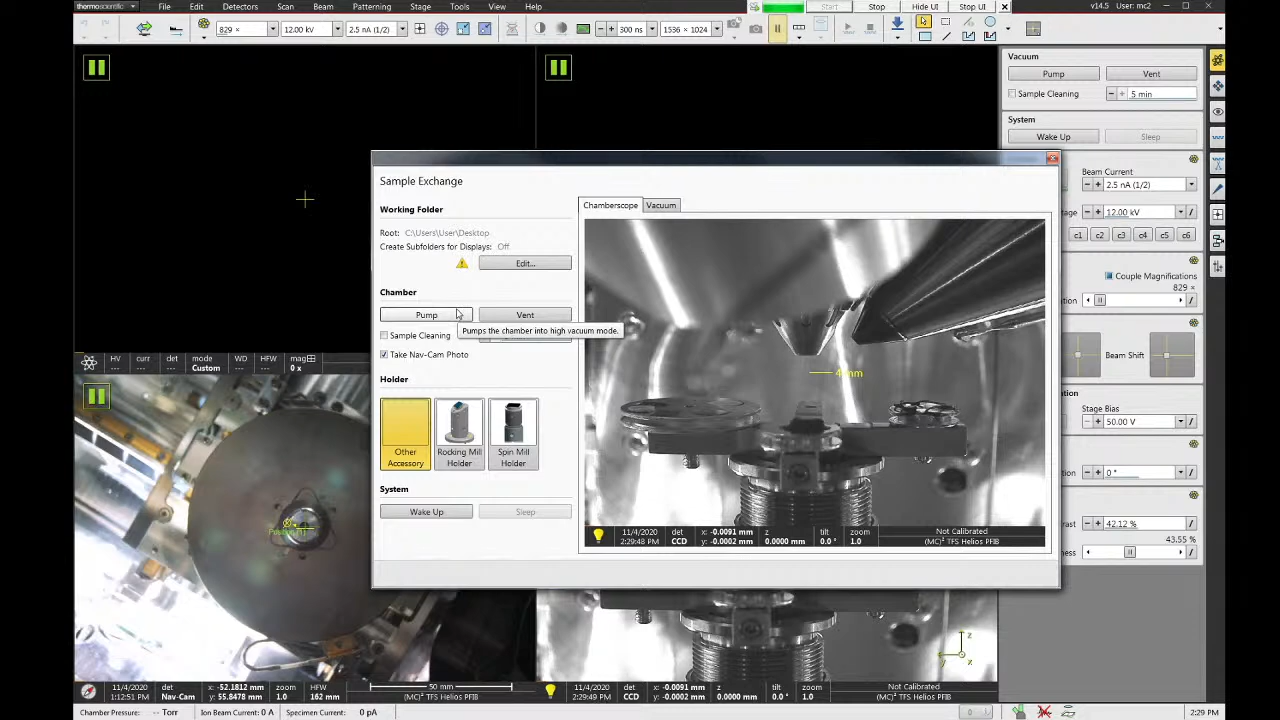 thermoscientific
File Edit Detectors Scan Beam Patterning Stage Tools View Help
Start Stop Hide UI Stop UI
v14.5 User: mc2
829 × 12.00 kV 2.5 nA (1/2) 300 ns 1536 × 1024
Vacuum
Pump Vent
Sample Cleaning 5 min
System
Wake Up Sleep
Beam Current
2.5 nA (1/2)
12.00 kV
c1 c2 c3 c4 c5 c6
Couple Magnifications
829 ×
Beam Shift
Stage Bias
50.00 V
0 °
42.12 %
43.55 %
Sample Exchange
Working Folder
Root: C:\Users\User\Desktop
Create Subfolders for Displays: Off
Edit...
Chamber
Pump Vent
Pumps the chamber into high vacuum mode.
Sample Cleaning
Take Nav-Cam Photo
Holder
Other Accessory
Rocking Mill Holder
Spin Mill Holder
System
Wake Up Sleep
Chamberscope Vacuum
4 mm
11/4/2020 2:29:48 PM
det CCD
x: -0.0091 mm y: -0.0002 mm
z 0.0000 mm
tilt 0.0 °
zoom 1.0
Not Calibrated
(MC)² TFS Helios PFIB
HV curr det mode Custom WD HFW mag 0 x
Position [1]
11/4/2020 1:12:51 PM
det Nav-Cam
x: -52.1812 mm y: 55.8478 mm
zoom 1.0
HFW 162 mm
50 mm
(MC)² TFS Helios PFIB
11/4/2020 2:29:49 PM
det CCD
x: -0.0091 mm y: -0.0002 mm
z 0.0000 mm
tilt 0.0 °
zoom 1.0
Not Calibrated
(MC)² TFS Helios PFIB
z
x
Chamber Pressure: -- Torr Ion Beam Current: 0 A Specimen Current: 0 pA
0
2:29 PM